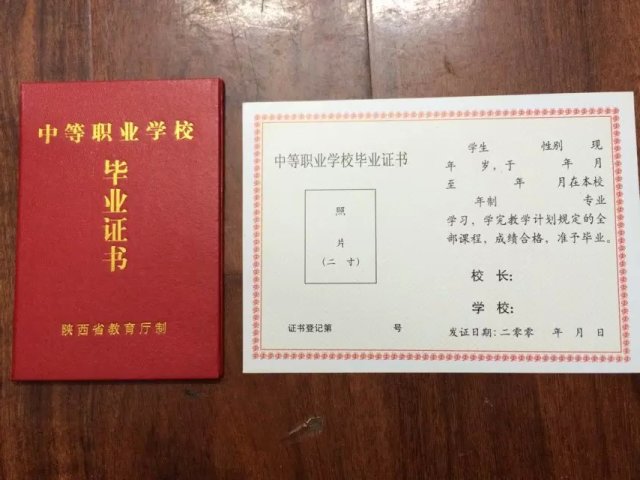 中等职业学校
毕业证书
陕西省教育厅制
中等职业学校毕业证书
照
片
(二 寸)
证书登记第 号
学生 性别 现
年 岁，于 年 月
至 年 月在本校
年制 专业
学习，学完教学计划规定的全
部课程，成绩合格，准予毕业。
校 长：
学 校：
发证日期：二零零 年 月 日